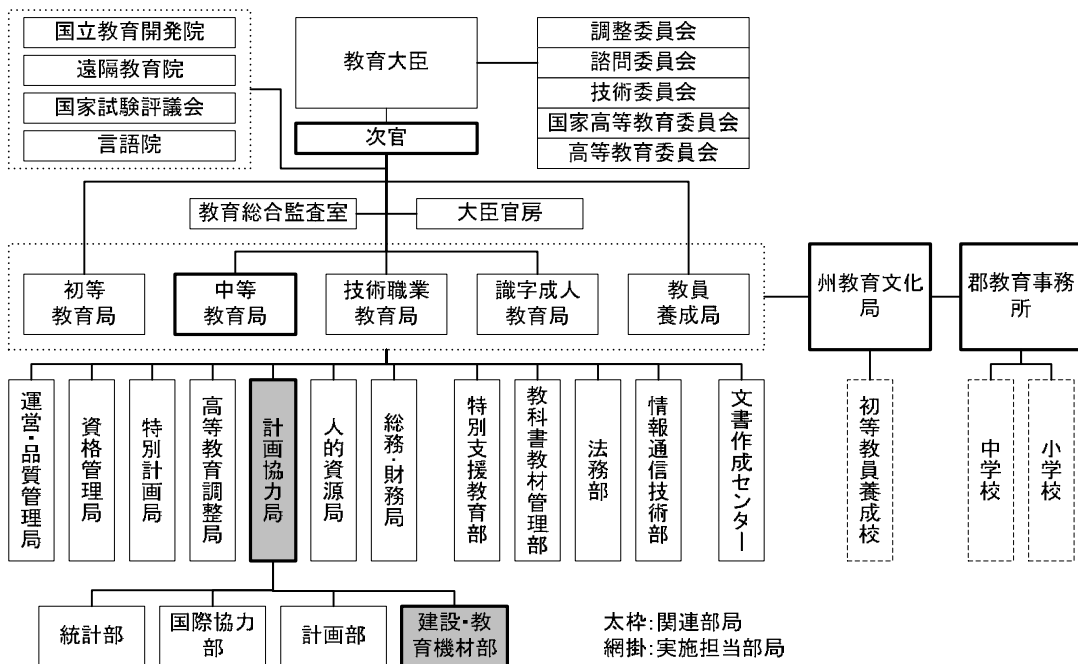 国立教育開発院
遠隔教育院
国家試験評議会
言語院
教育大臣
次官
調整委員会
諮問委員会
技術委員会
国家高等教育委員会
高等教育委員会
教育総合監査室
大臣官房
初等
教育局
中等
教育局
技術職業
教育局
識字成人
教育局
教員
養成局
州教育文化
局
郡教育事務
所
運営・品質管理局
資格管理局
特別計画局
高等教育調整局
計画協力局
人的資源局
総務・財務局
特別支援教育部
教科書教材管理部
法務部
情報通信技術部
文書作成センター
初等教員養成校
中学校
小学校
統計部
国際協力
部
計画部
建設・教
育機材部
太枠:関連部局
網掛:実施担当部局